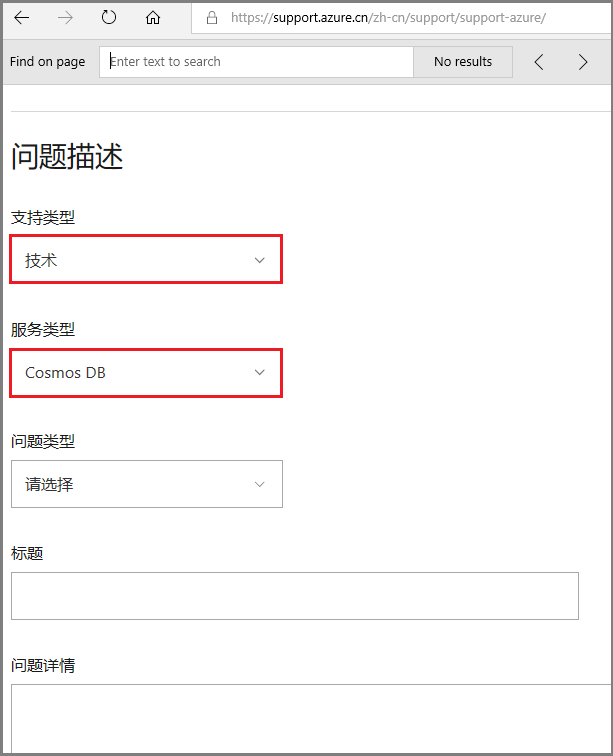 https://support.azure.cn/zh-cn/support/support-azure/
Find on page Enter text to search No results
问题描述
支持类型
技术
服务类型
Cosmos DB
问题类型
请选择
标题
问题详情